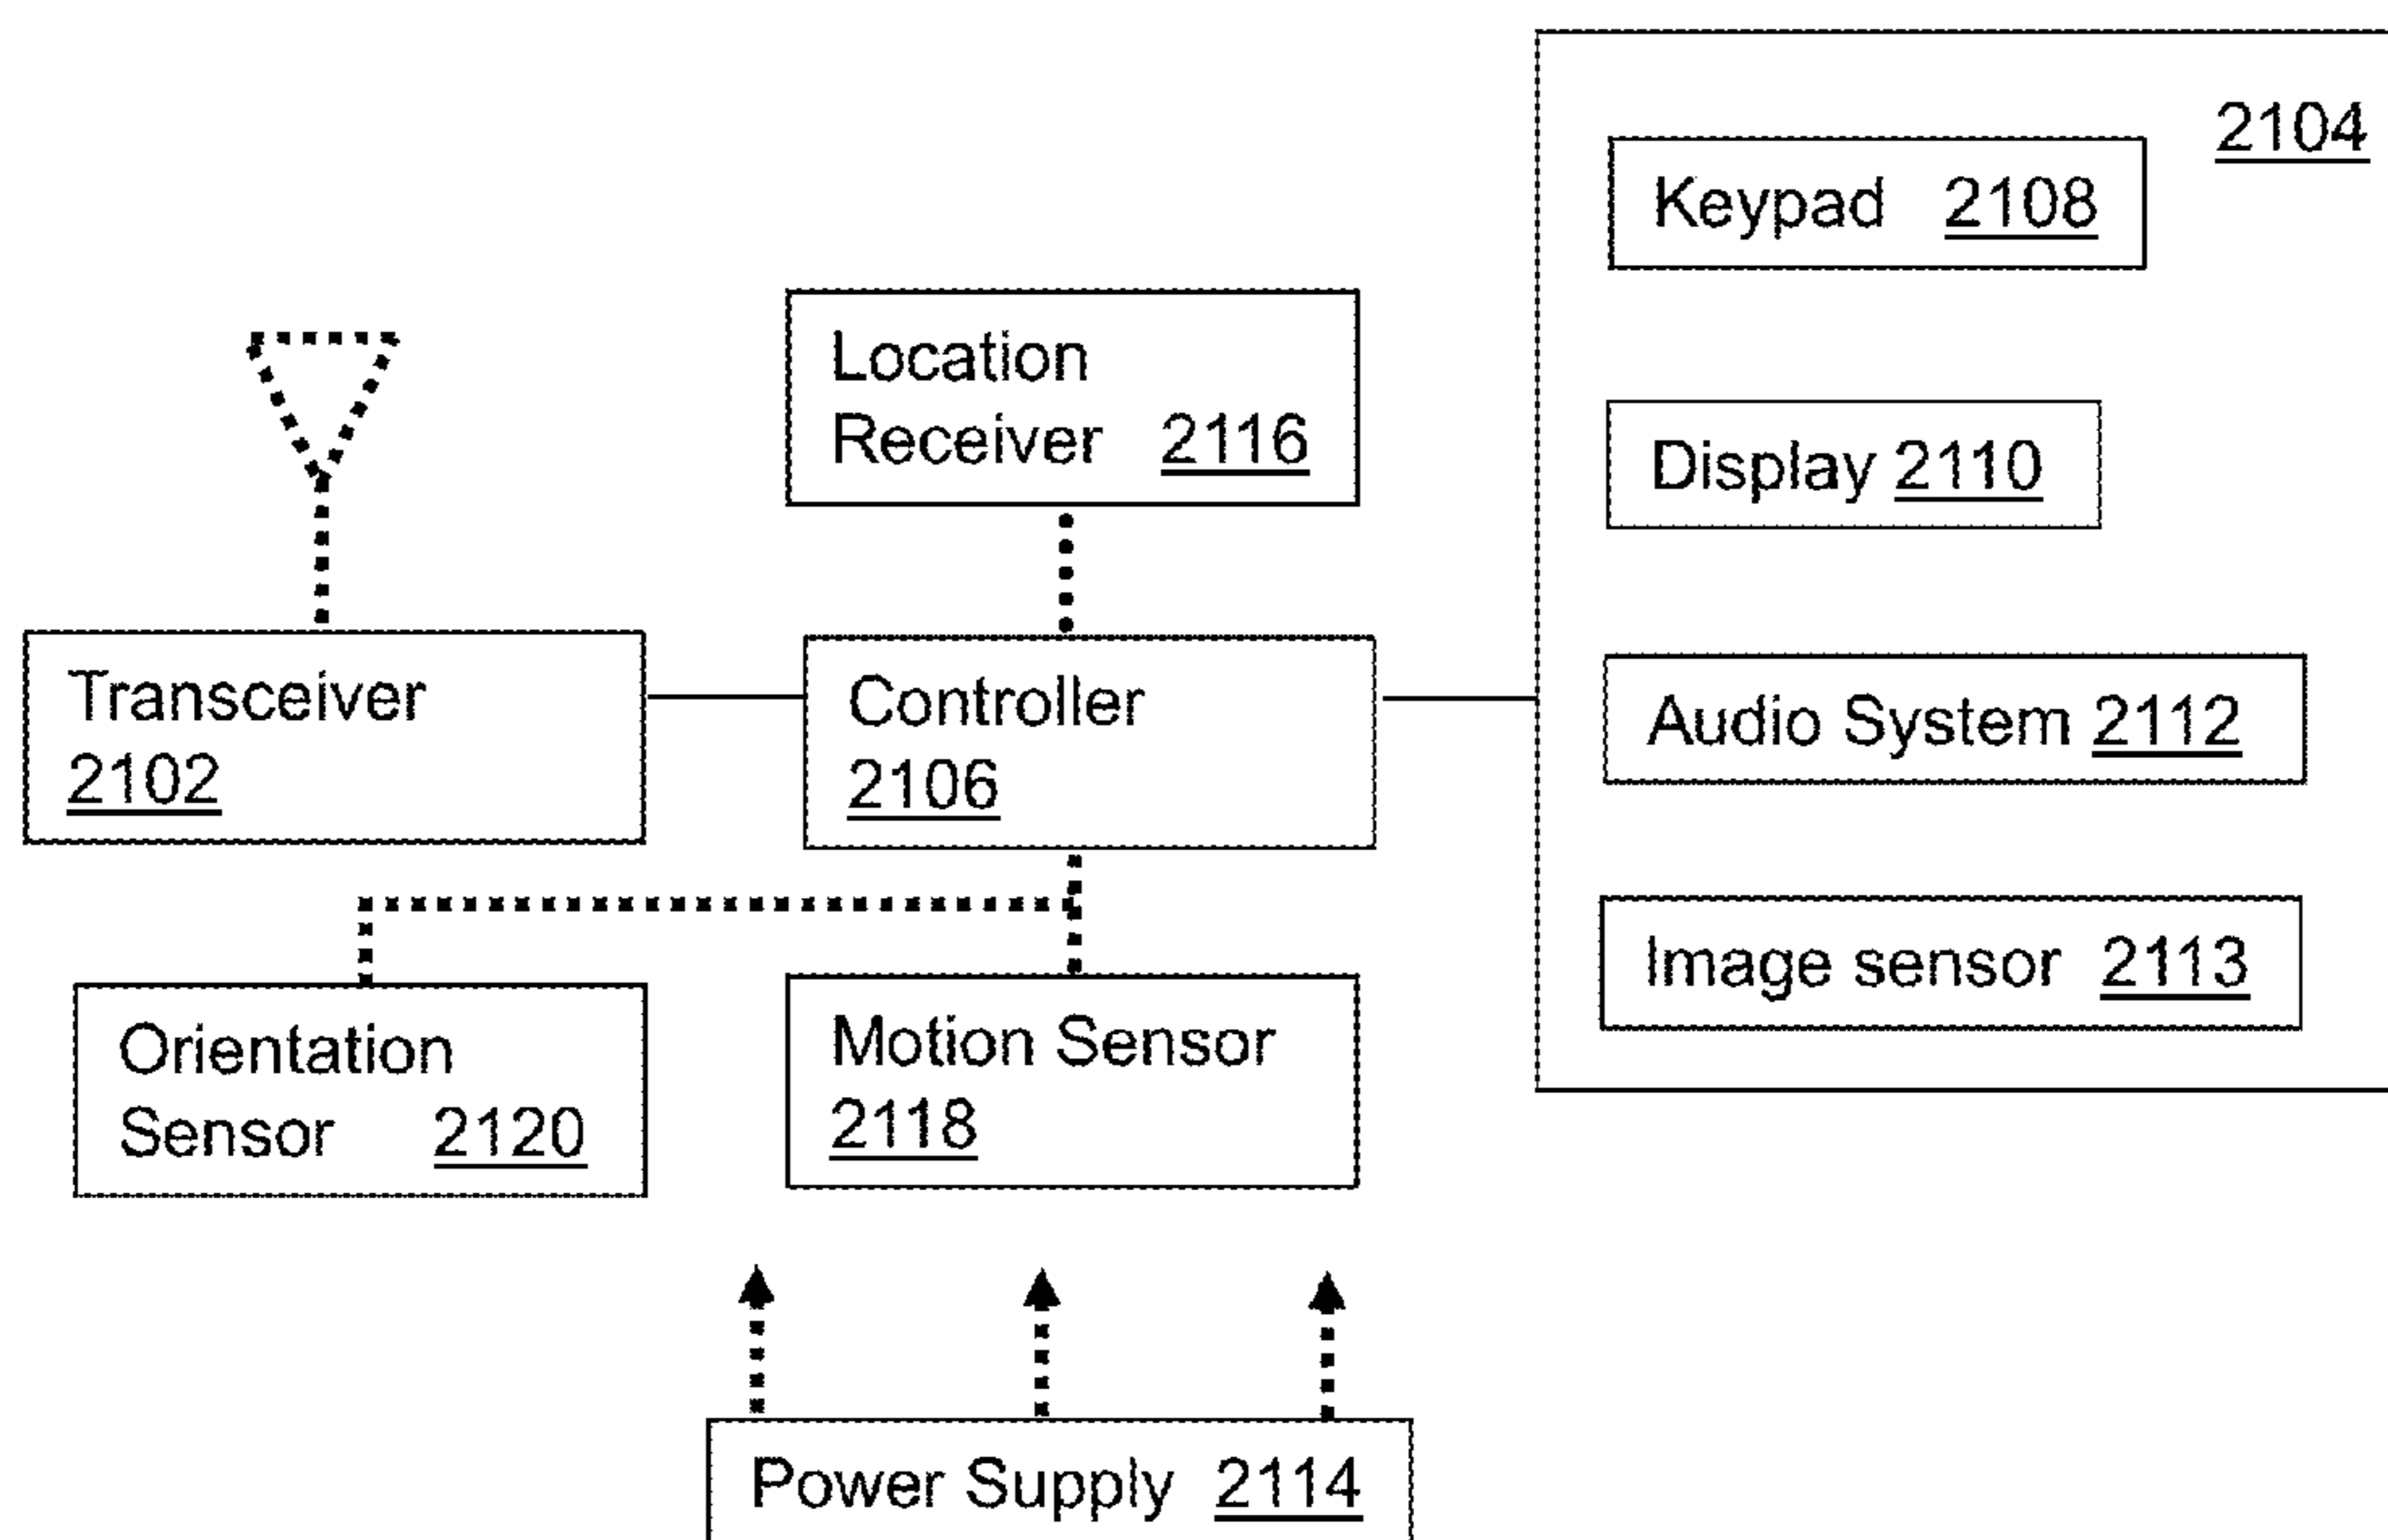 2104
Keypad 2108
Location
Receiver 2116
Display 2110
Transceiver
2102
Controller
2106
Audio System 2112
Image sensor 2113
Orientation
Sensor 2120
Motion Sensor
2118
Power Supply 2114